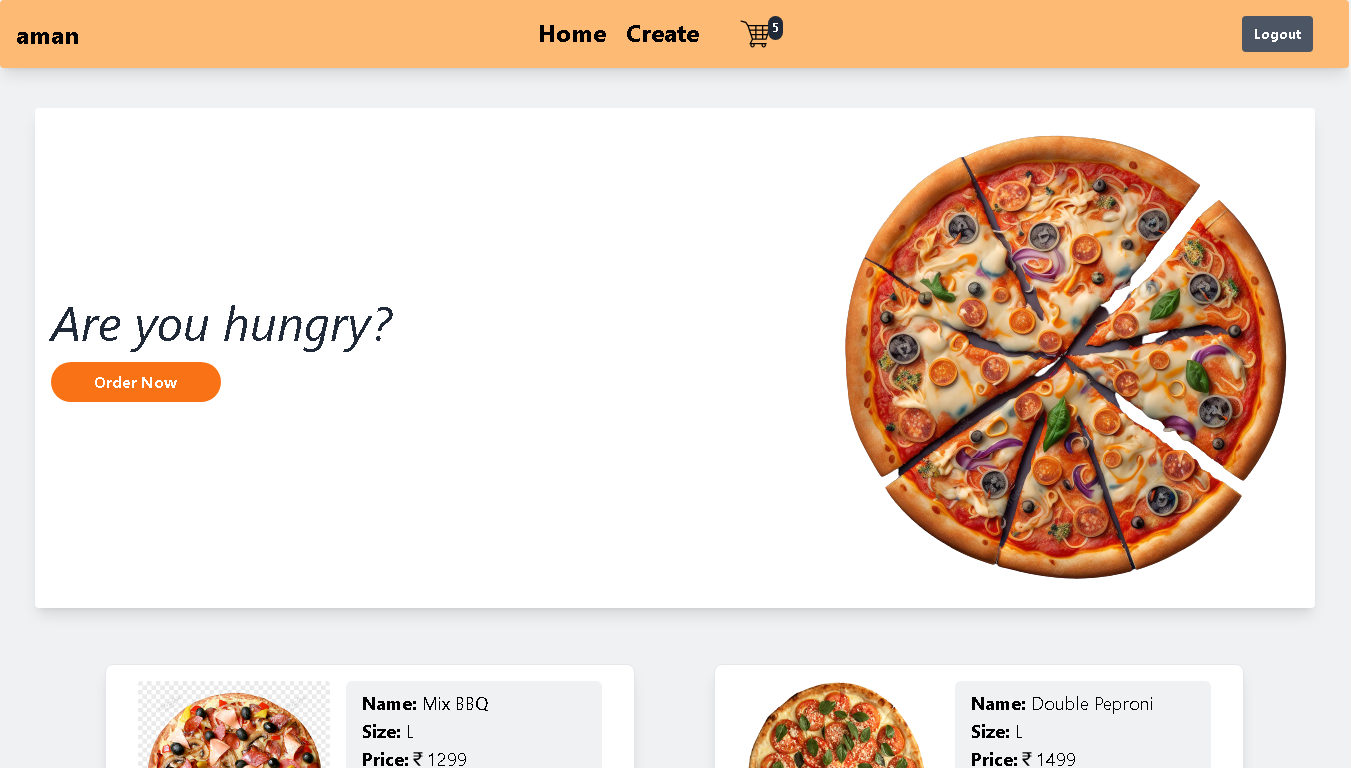 aman
Home Create 5
Logout
Are you hungry?
Order Now
Name: Mix BBQ
Size: L
Price: ₹ 1299
Name: Double Peproni
Size: L
Price: ₹ 1499